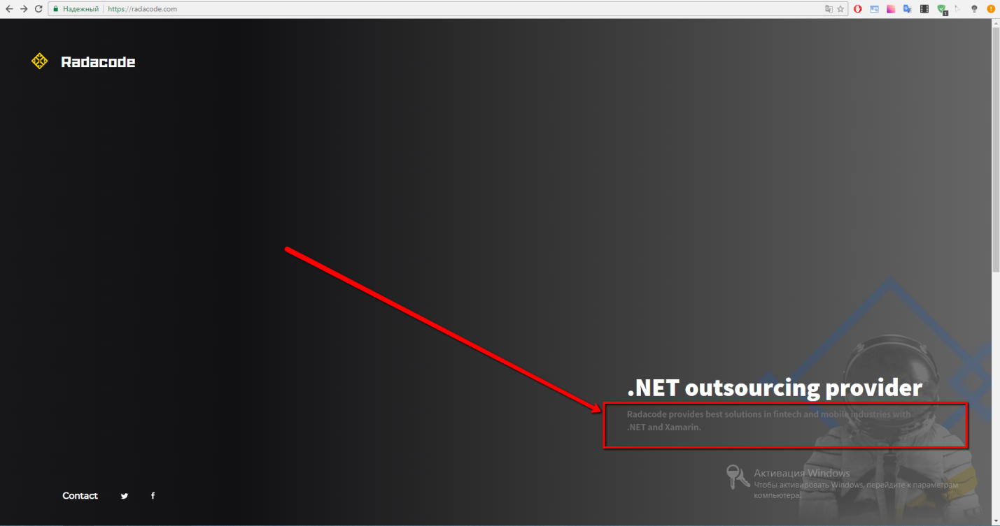 Надежный
https://radacode.com
1
Radacode
.NET outsourcing provider
Radacode provides best solutions in fintech and mobile industries with
.NET and Xamarin.
Активация Windows
Чтобы активировать Windows, перейдите к параметрам
компьютера.
Contact